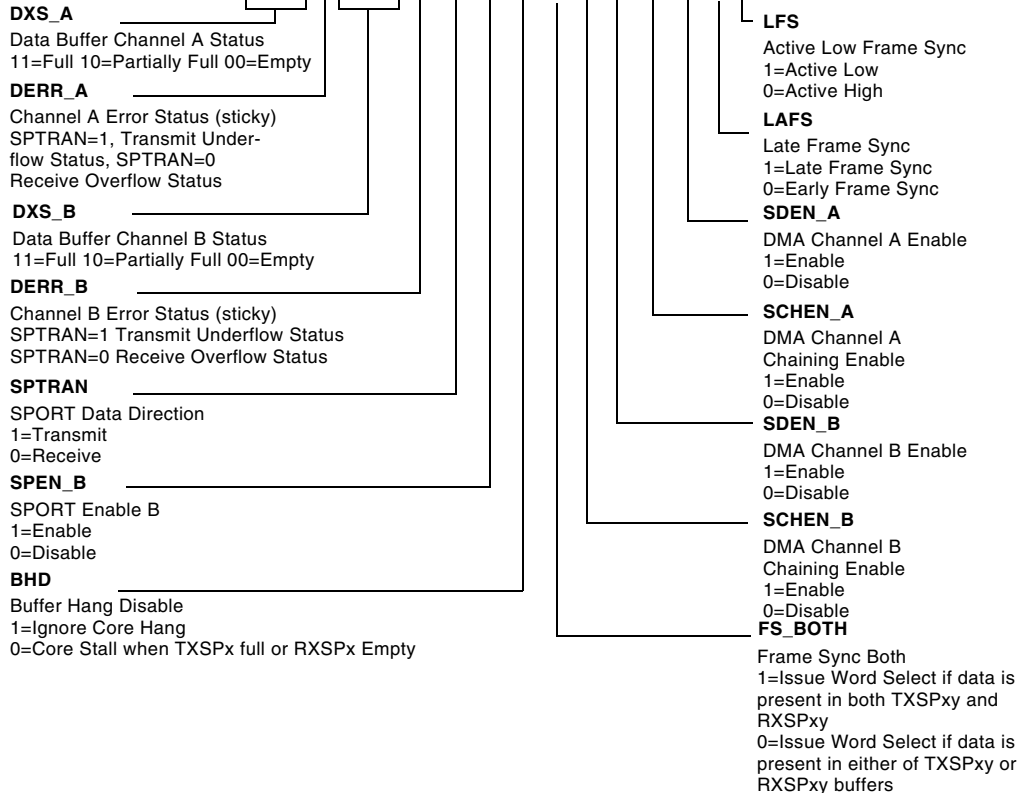 DXS_A
Data Buffer Channel A Status
11=Full 10=Partially Full 00=Empty
DERR_A
Channel A Error Status (sticky)
SPTRAN=1, Transmit Under-
flow Status, SPTRAN=0
Receive Overflow Status
DXS_B
Data Buffer Channel B Status
11=Full 10=Partially Full 00=Empty
DERR_B
Channel B Error Status (sticky)
SPTRAN=1 Transmit Underflow Status
SPTRAN=0 Receive Overflow Status
SPTRAN
SPORT Data Direction
1=Transmit
0=Receive
SPEN_B
SPORT Enable B
1=Enable
0=Disable
BHD
Buffer Hang Disable
1=Ignore Core Hang
0=Core Stall when TXSPx full or RXSPx Empty
LFS
Active Low Frame Sync
1=Active Low
0=Active High
LAFS
Late Frame Sync
1=Late Frame Sync
0=Early Frame Sync
SDEN_A
DMA Channel A Enable
1=Enable
0=Disable
SCHEN_A
DMA Channel A
Chaining Enable
1=Enable
0=Disable
SDEN_B
DMA Channel B Enable
1=Enable
0=Disable
SCHEN_B
DMA Channel B
Chaining Enable
1=Enable
0=Disable
FS_BOTH
Frame Sync Both
1=Issue Word Select if data is
present in both TXSPxy and
RXSPxy
0=Issue Word Select if data is
present in either of TXSPxy or
RXSPxy buffers